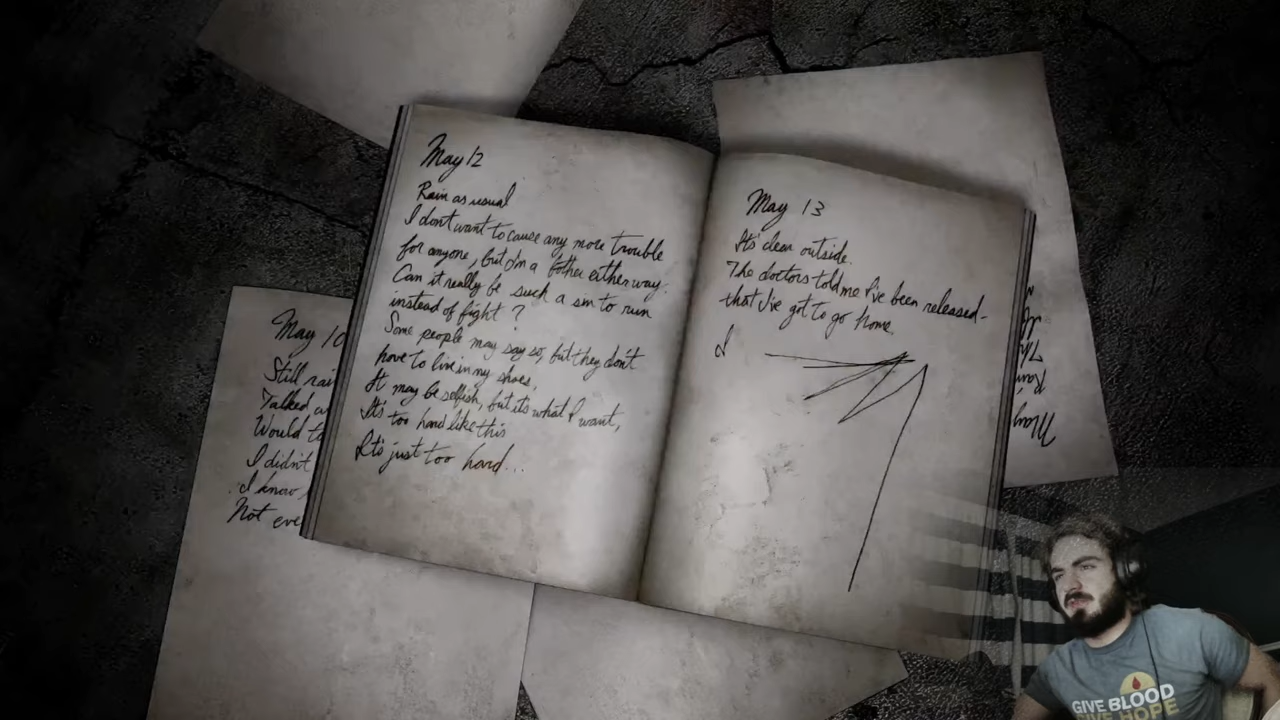 May 12
Rain as usual
I don't want to cause any more trouble
for anyone, but I'm a bother either way.
Can it really be such a sin to run
instead of fight?
Some people may say so, but they don't
have to live in my shoes.
It may be selfish, but it's what I want,
It's too hard like this
It's just too hard...
May 13
It's clear outside.
The doctors told me I've been released-
that I've got to go home.
I
May 10
Still rai
Talked
Would
I didn't
I know
Not eve
GIVE BLOOD
HOPE